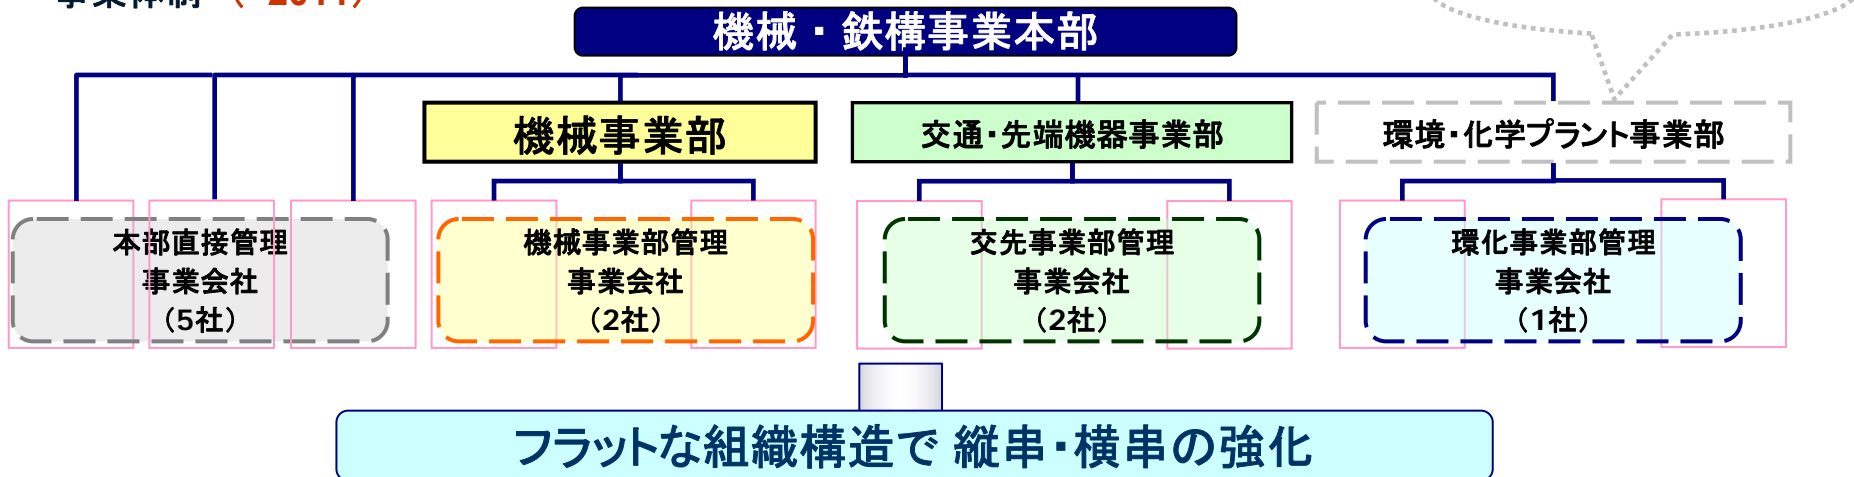 事業体制 (~2011)
機械・鉄構事業本部
機械事業部
交通・先端機器事業部
環境・化学プラント事業部
本部直接管理
事業会社
(5社)
機械事業部管理
事業会社
(2社)
交先事業部管理
事業会社
(2社)
環化事業部管理
事業会社
(1社)
フラットな組織構造で 縦串・横串の強化